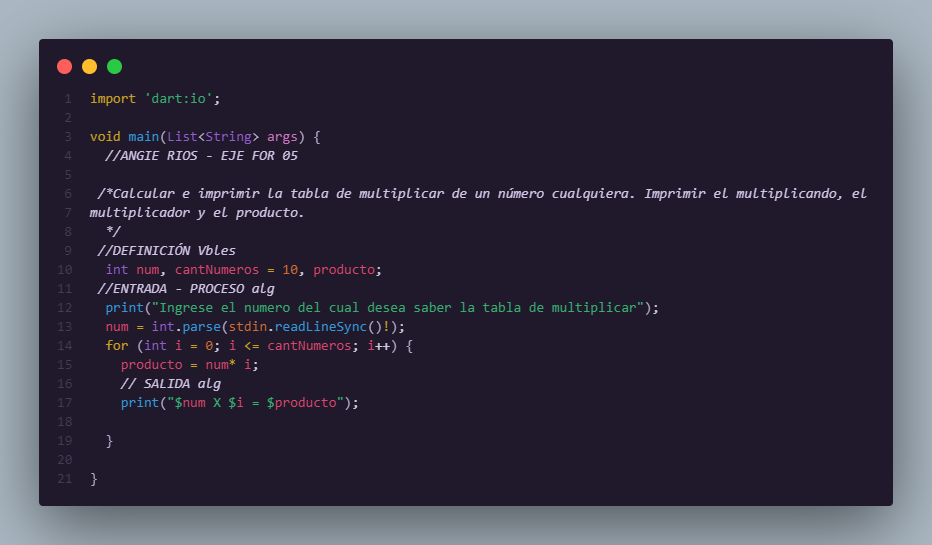 1 import 'dart:io';
2
3 void main(List<String> args) {
4 //ANGIE RIOS - EJE FOR 05
5
6 /*Calcular e imprimir la tabla de multiplicar de un número cualquiera. Imprimir el multiplicando, el
7 multiplicador y el producto.
8 */
9 //DEFINICIÓN Vbles
10 int num, cantNumeros = 10, producto;
11 //ENTRADA - PROCESO alg
12 print("Ingrese el numero del cual desea saber la tabla de multiplicar");
13 num = int.parse(stdin.readLineSync()!);
14 for (int i = 0; i <= cantNumeros; i++) {
15 producto = num* i;
16 // SALIDA alg
17 print("$num X $i = $producto");
18
19 }
20
21 }